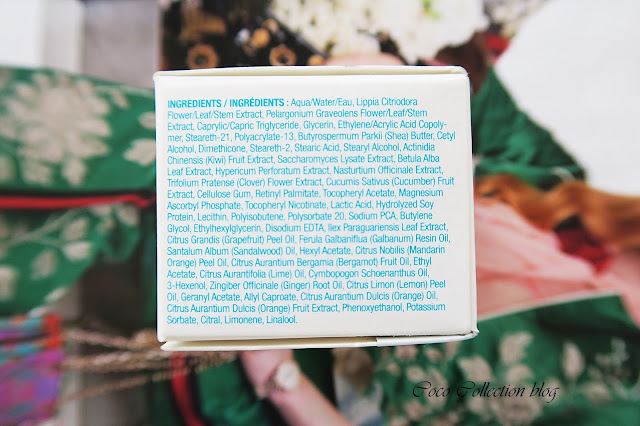 INGREDIENTS / INGRÉDIENTS : Aqua/Water/Eau, Lippia Citriodora
Flower/Leaf/Stem Extract, Pelargonium Graveolens Flower/Leaf/Stem
Extract, Caprylic/Capric Triglyceride, Glycerin, Ethylene/Acrylic Acid Copoly-
mer, Steareth-21, Polyacrylate-13, Butyrospermum Parkii (Shea) Butter, Cetyl
Alcohol, Dimethicone, Steareth-2, Stearic Acid, Stearyl Alcohol, Actinidia
Chinensis (Kiwi) Fruit Extract, Saccharomyces Lysate Extract, Betula Alba
Leaf Extract, Hypericum Perforatum Extract, Nasturtium Officinale Extract,
Trifolium Pratense (Clover) Flower Extract, Cucumis Sativus (Cucumber) Fruit
Extract, Cellulose Gum, Retinyl Palmitate, Tocopheryl Acetate, Magnesium
Ascorbyl Phosphate, Tocopheryl Nicotinate, Lactic Acid, Hydrolyzed Soy
Protein, Lecithin, Polyisobutene, Polysorbate 20, Sodium PCA, Butylene
Glycol, Ethylhexylglycerin, Disodium EDTA, Ilex Paraguariensis Leaf Extract,
Citrus Grandis (Grapefruit) Peel Oil, Ferula Galbaniflua (Galbanum) Resin Oil,
Santalum Album (Sandalwood) Oil, Hexyl Acetate, Citrus Nobilis (Mandarin
Orange) Peel Oil, Citrus Aurantium Bergamia (Bergamot) Fruit Oil, Ethyl
Acetate, Citrus Aurantifolia (Lime) Oil, Cymbopogon Schoenanthus Oil,
3-Hexenol, Zingiber Officinale (Ginger) Root Oil, Citrus Limon (Lemon) Peel
Oil, Geranyl Acetate, Allyl Caproate, Citrus Aurantium Dulcis (Orange) Oil,
Citrus Aurantium Dulcis (Orange) Fruit Extract, Phenoxyethanol, Potassium
Sorbate, Citral, Limonene, Linalool.
Coco Collection blog